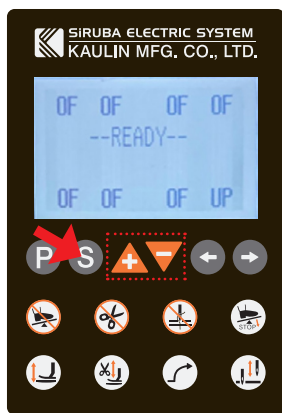 SiRUBA ELECTRIC SYSTEM
KAULIN MFG. CO., LTD.
OF OF OF OF
--READY--
OF OF OF UP
P S + − ← →
STOP